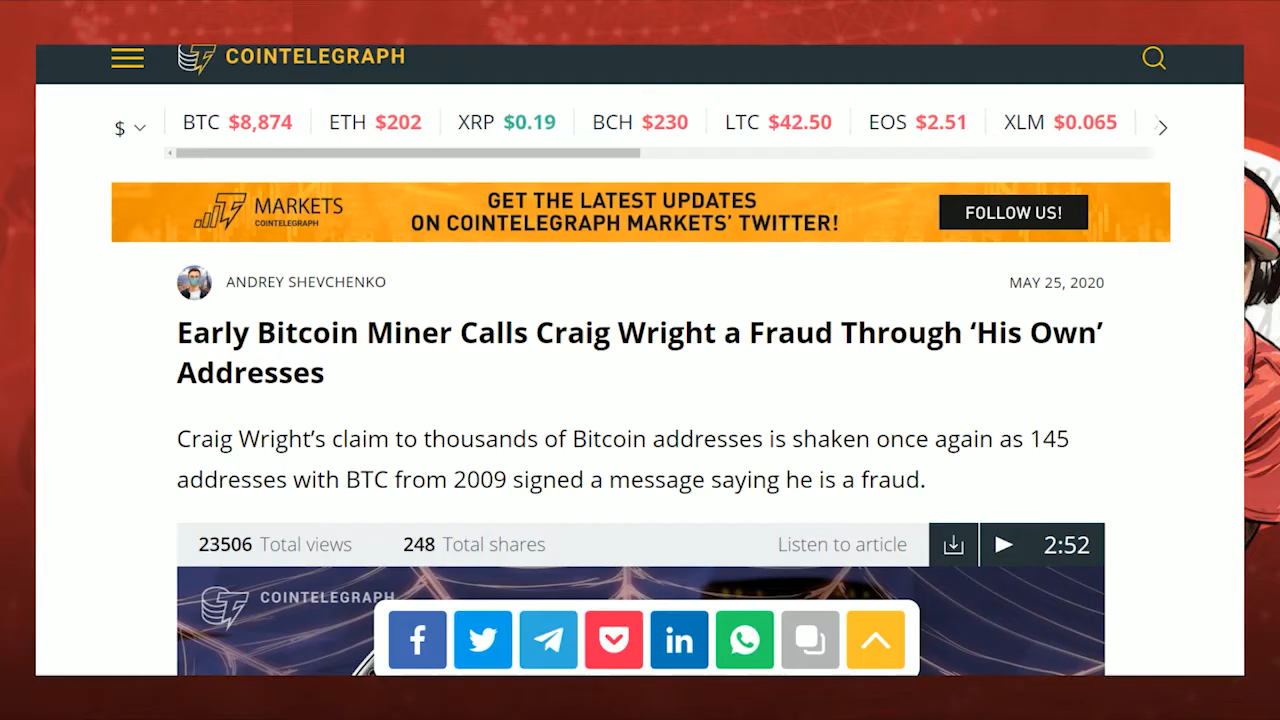 COINTELEGRAPH
$ BTC $8,874 ETH $202 XRP $0.19 BCH $230 LTC $42.50 EOS $2.51 XLM $0.065
MARKETS
COINTELEGRAPH
GET THE LATEST UPDATES
ON COINTELEGRAPH MARKETS' TWITTER!
FOLLOW US!
ANDREY SHEVCHENKO
MAY 25, 2020
Early Bitcoin Miner Calls Craig Wright a Fraud Through ‘His Own’
Addresses
Craig Wright’s claim to thousands of Bitcoin addresses is shaken once again as 145
addresses with BTC from 2009 signed a message saying he is a fraud.
23506 Total views 248 Total shares Listen to article 2:52
COINTELEGRAPH